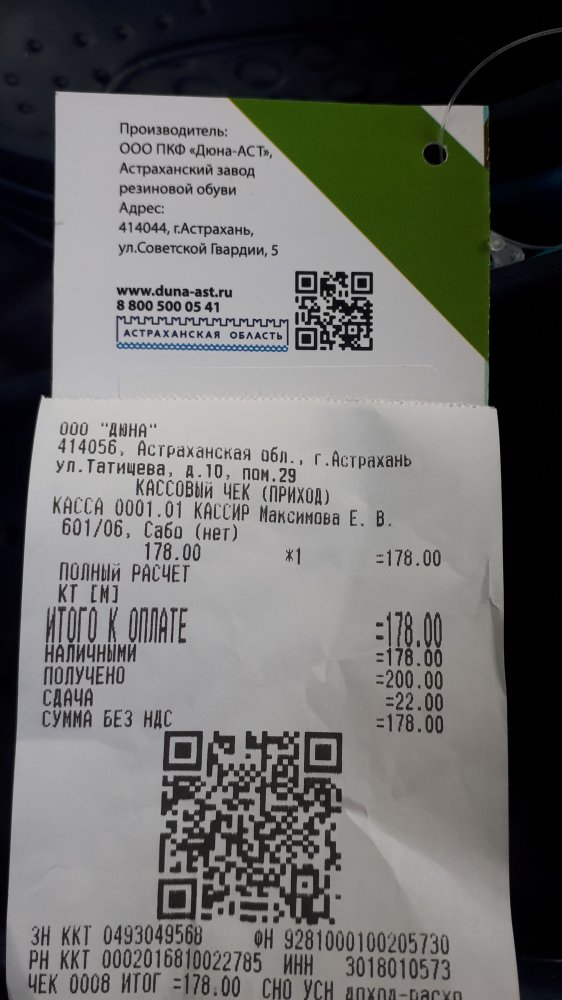 Производитель:
ООО ПКФ «Дюна-АСТ»,
Астраханский завод
резиновой обуви
Адрес:
414044, г.Астрахань,
ул.Советской Гвардии, 5
www.duna-ast.ru
8 800 500 05 41
АСТРАХАНСКАЯ ОБЛАСТЬ
ООО "ДЮНА"
414056, Астраханская обл., г.Астрахань
ул.Татищева, д.10, пом.29
КАССОВЫЙ ЧЕК (ПРИХОД)
КАССА 0001.01 КАССИР Максимова Е. В.
601/06, Сабо (нет)
178.00 *1 =178.00
ПОЛНЫЙ РАСЧЕТ
КТ [М]
ИТОГО К ОПЛАТЕ =178.00
НАЛИЧНЫМИ =178.00
ПОЛУЧЕНО =200.00
СДАЧА =22.00
СУММА БЕЗ НДС =178.00
ЗН ККТ 0493049568 ФН 9281000100205730
РН ККТ 0002016810022785 ИНН 3018010573
ЧЕК 0008 ИТОГ =178.00 СНО УСН доход-расхо